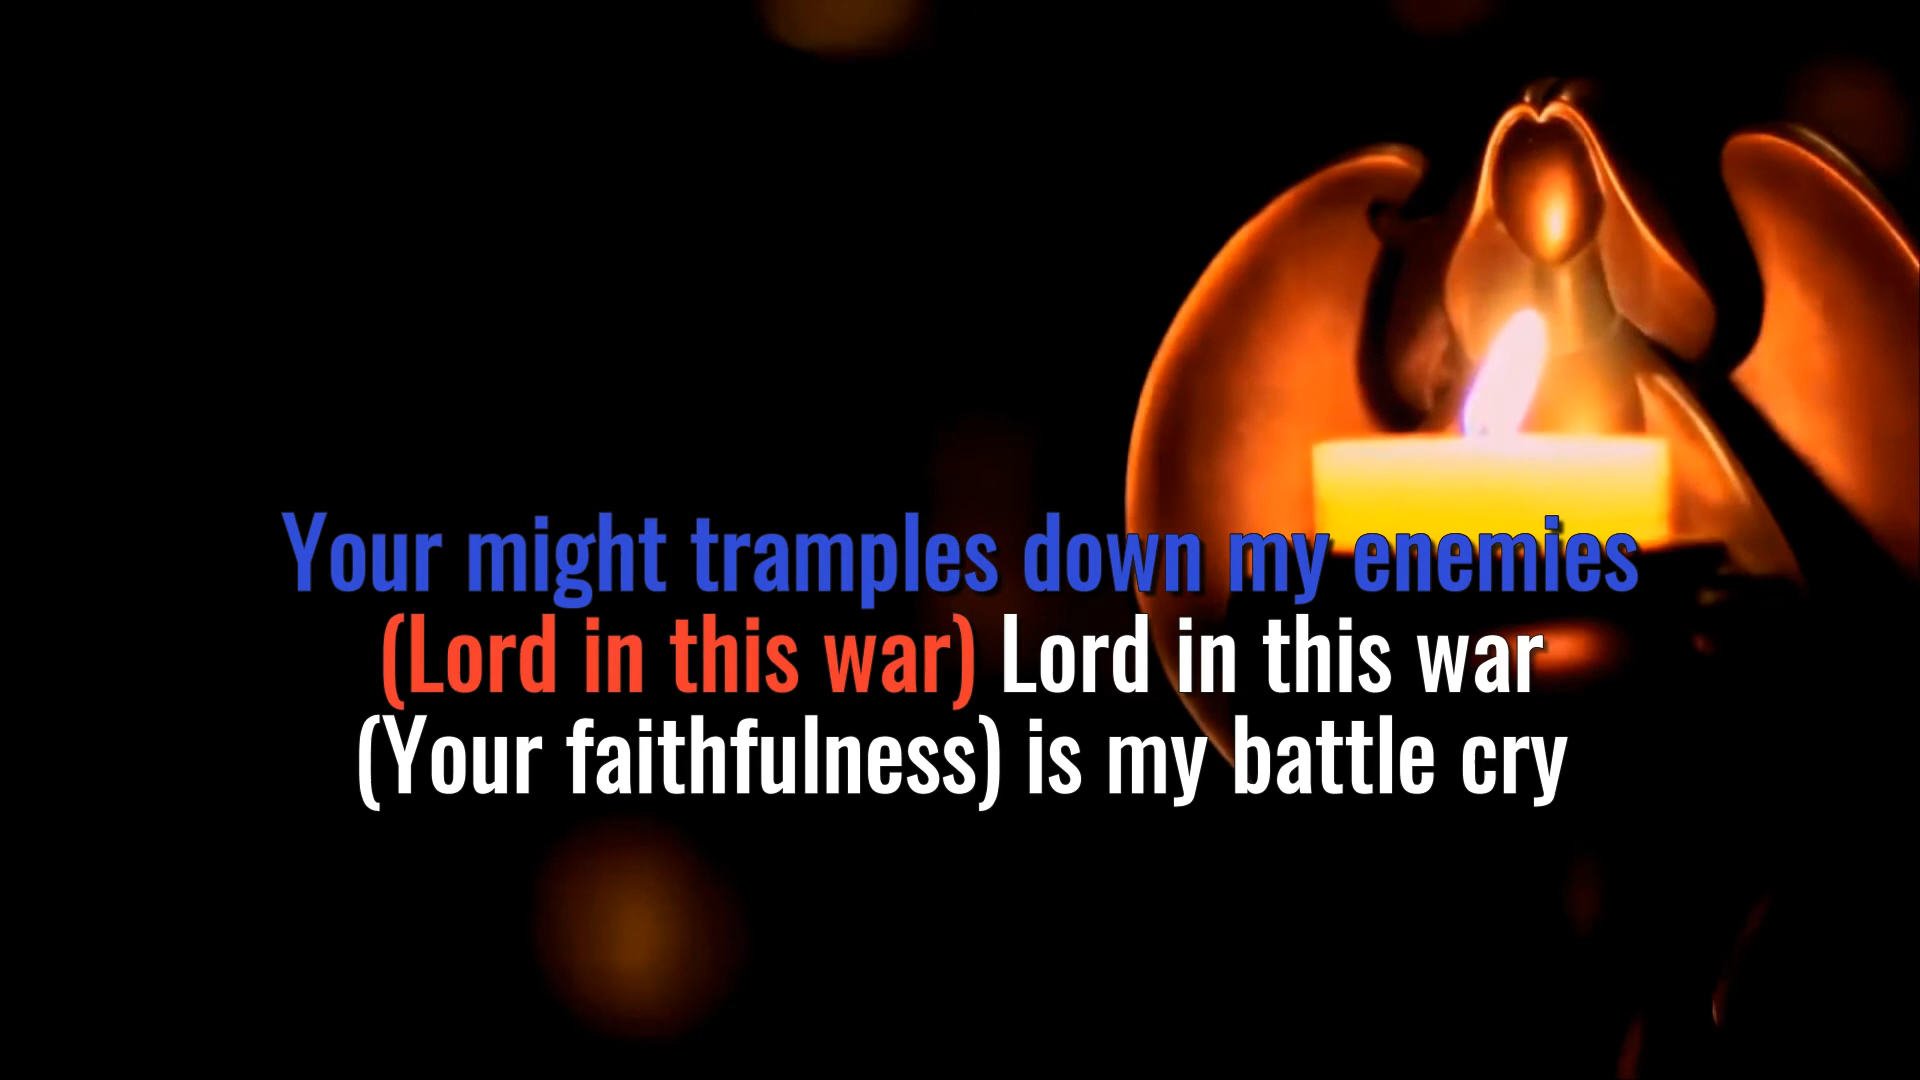 Your might tramples down my enemies
(Lord in this war) Lord in this war
(Your faithfulness) is my battle cry